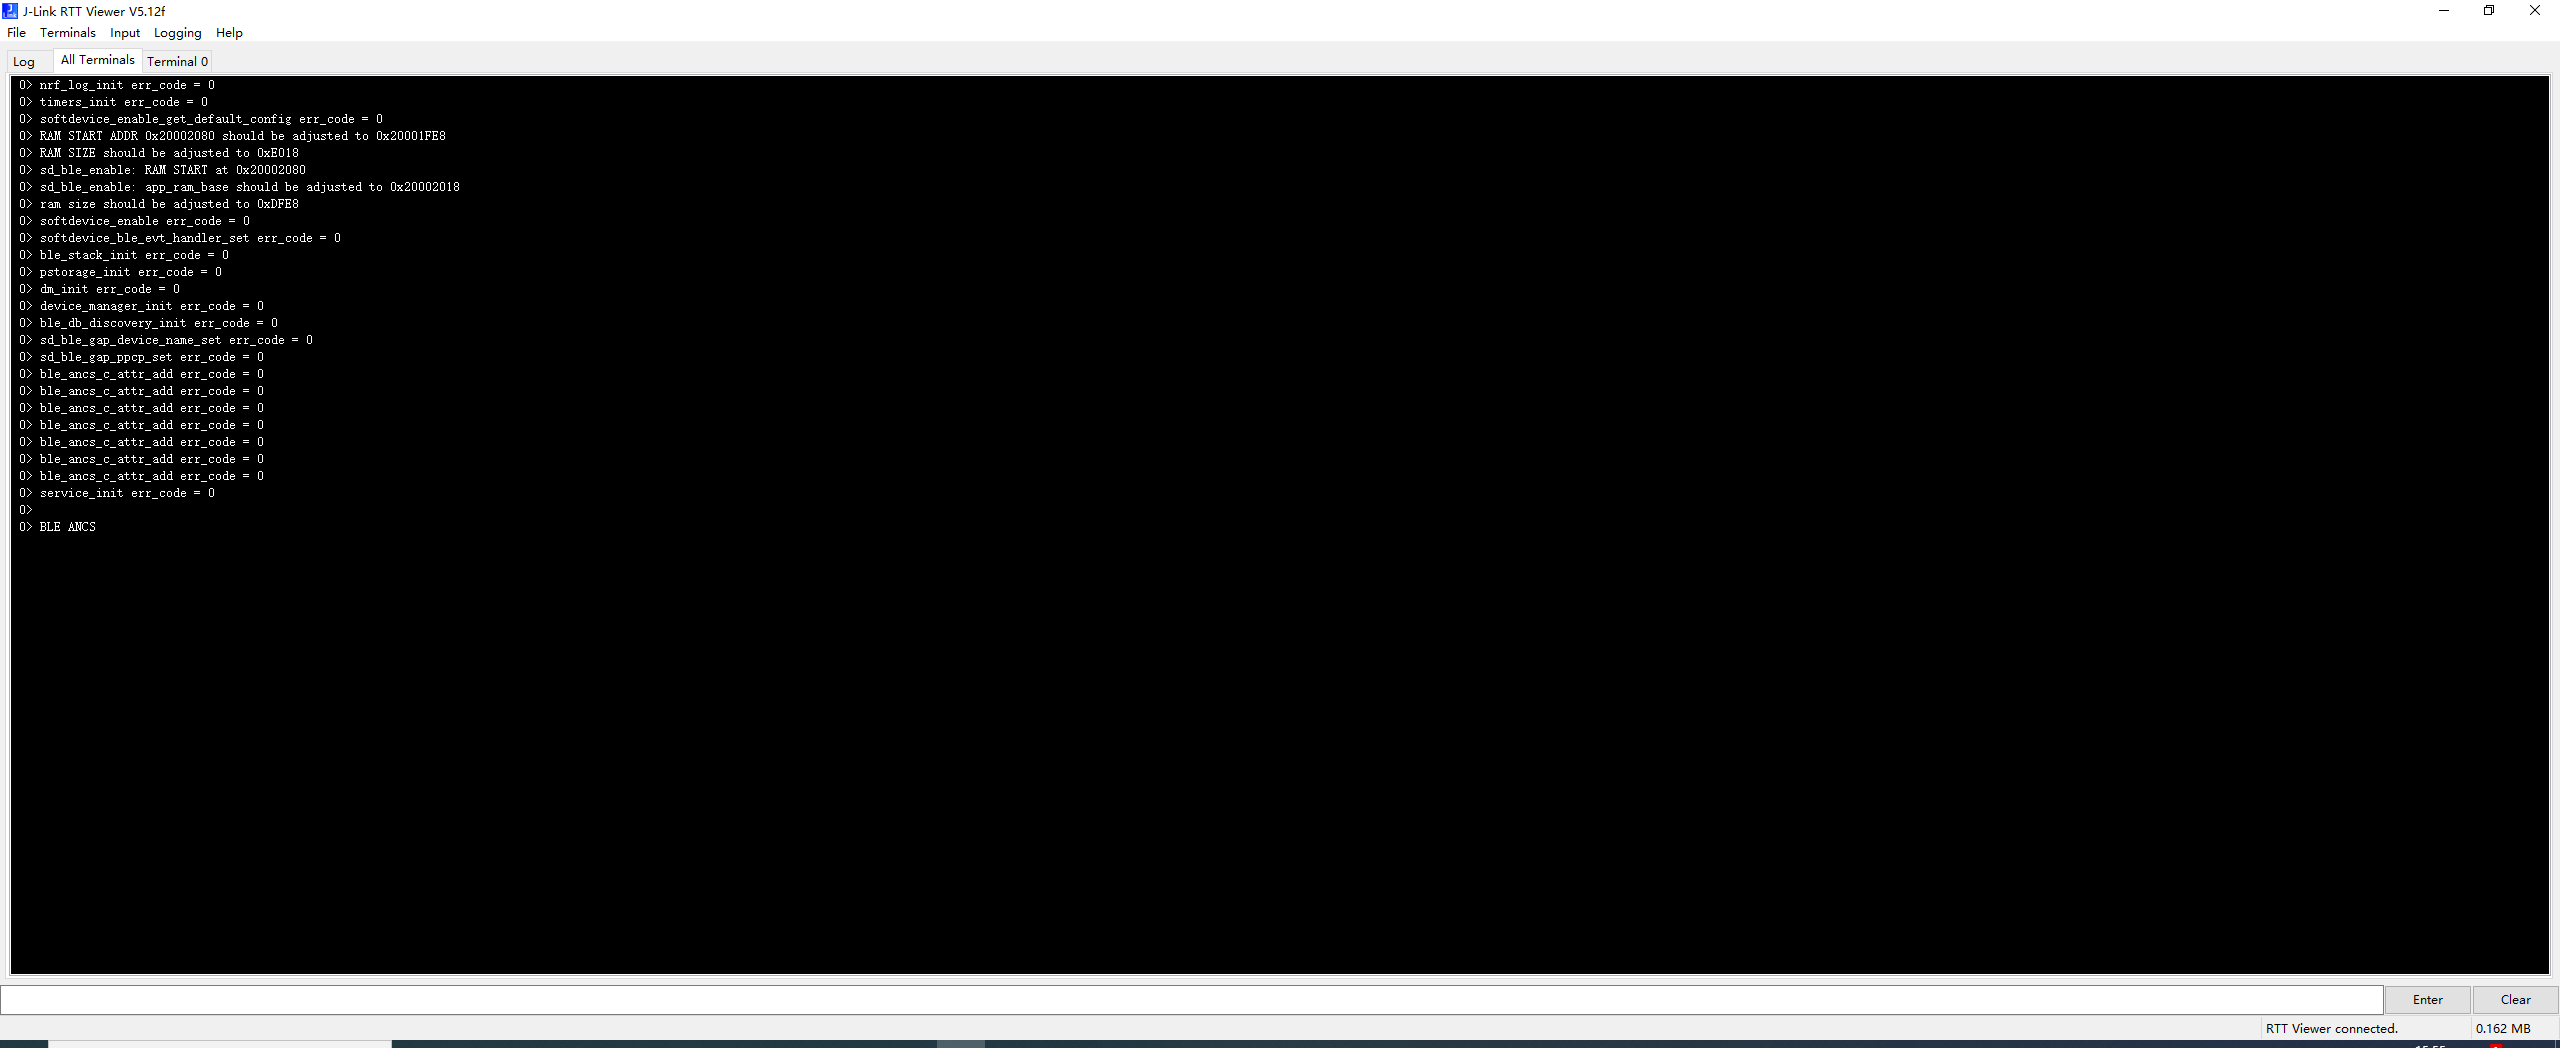 J-Link RTT Viewer V5.12f
File Terminals Input Logging Help
Log All Terminals Terminal 0
0> nrf_log_init err_code = 0
0> timers_init err_code = 0
0> softdevice_enable_get_default_config err_code = 0
0> RAM START ADDR 0x20002080 should be adjusted to 0x20001FE8
0> RAM SIZE should be adjusted to 0xE018
0> sd_ble_enable: RAM START at 0x20002080
0> sd_ble_enable: app_ram_base should be adjusted to 0x20002018
0> ram size should be adjusted to 0xDFE8
0> softdevice_enable err_code = 0
0> softdevice_ble_evt_handler_set err_code = 0
0> ble_stack_init err_code = 0
0> pstorage_init err_code = 0
0> dm_init err_code = 0
0> device_manager_init err_code = 0
0> ble_db_discovery_init err_code = 0
0> sd_ble_gap_device_name_set err_code = 0
0> sd_ble_gap_ppcp_set err_code = 0
0> ble_ancs_c_attr_add err_code = 0
0> ble_ancs_c_attr_add err_code = 0
0> ble_ancs_c_attr_add err_code = 0
0> ble_ancs_c_attr_add err_code = 0
0> ble_ancs_c_attr_add err_code = 0
0> ble_ancs_c_attr_add err_code = 0
0> ble_ancs_c_attr_add err_code = 0
0> service_init err_code = 0
0>
0> BLE ANCS
Enter Clear
RTT Viewer connected. 0.162 MB